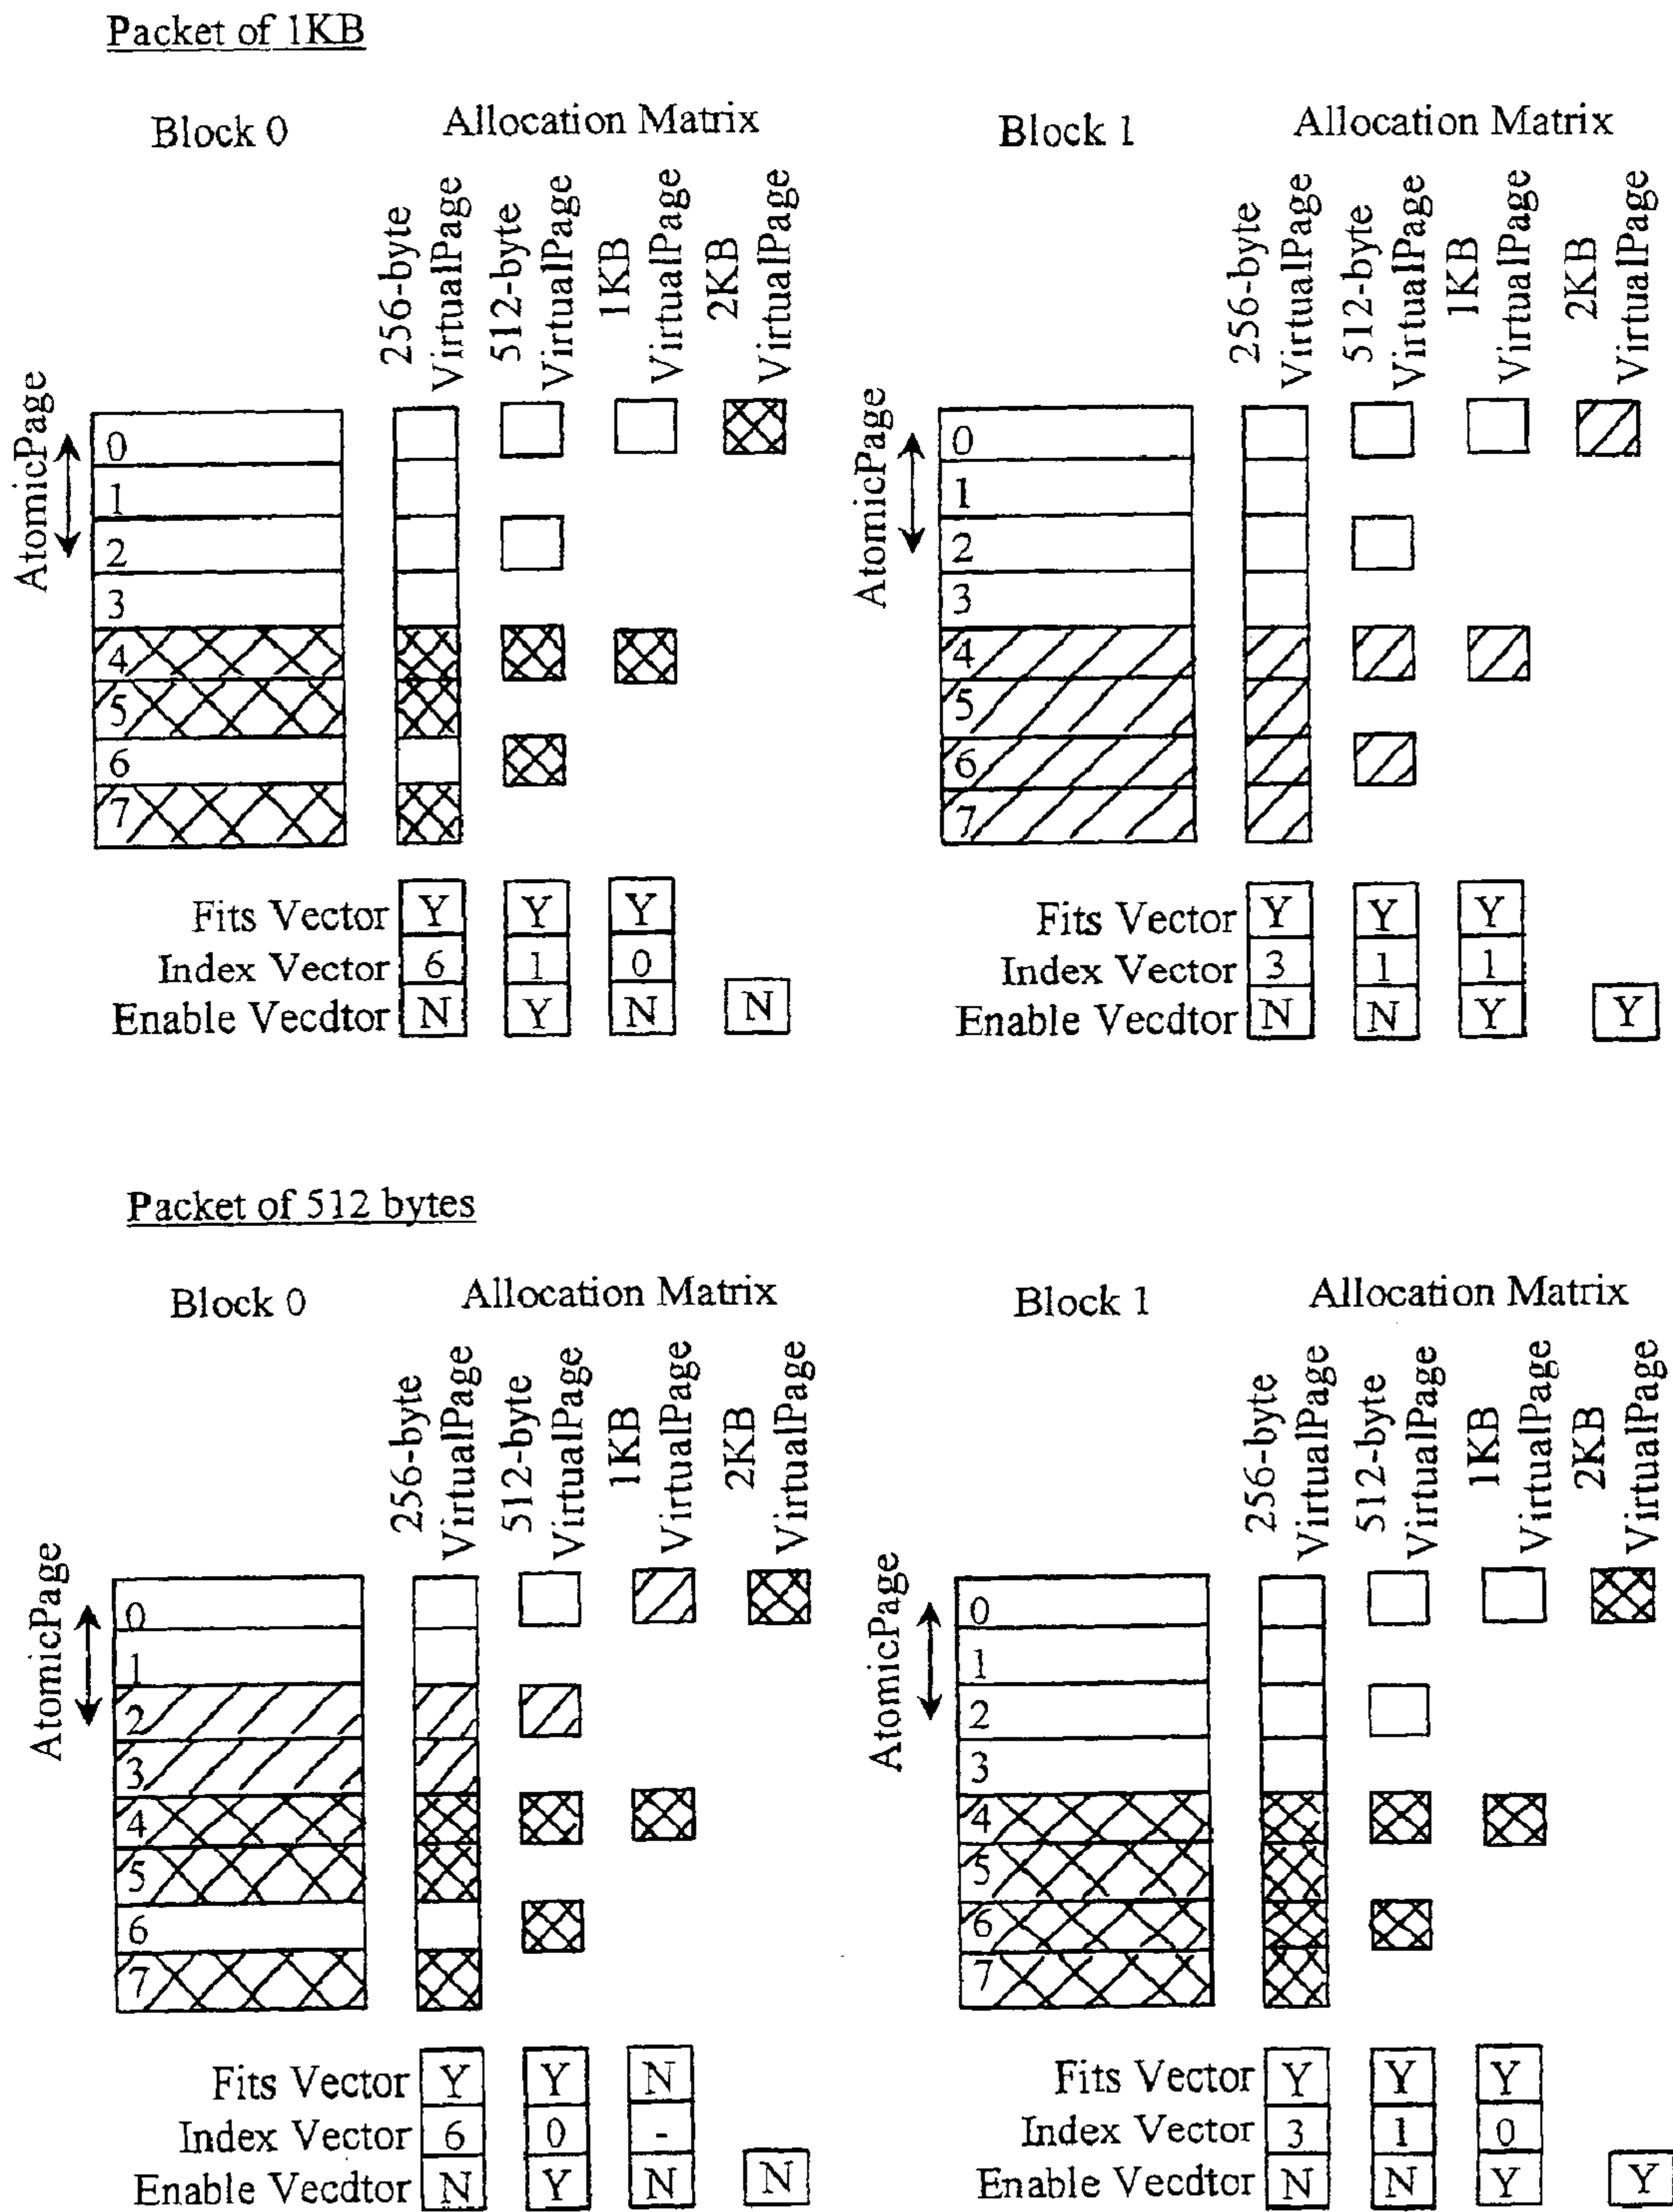 Packet of 1KB
Block 0
Allocation Matrix
Block 1
Allocation Matrix
256-byte
VirtualPage
512-byte
VirtualPage
1KB
VirtualPage
2KB
VirtualPage
256-byte
VirtualPage
512-byte
VirtualPage
1KB
VirtualPage
2KB
VirtualPage
AtomicPage
0
1
2
3
4
5
6
7
AtomicPage
0
1
2
3
4
5
6
7
Fits Vector Y Y Y
Index Vector 6 1 0
Enable Vecdtor N Y N N
Fits Vector Y Y Y
Index Vector 3 1 1
Enable Vecdtor N N Y Y
Packet of 512 bytes
Block 0
Allocation Matrix
Block 1
Allocation Matrix
256-byte
VirtualPage
512-byte
VirtualPage
1KB
VirtualPage
2KB
VirtualPage
256-byte
VirtualPage
512-byte
VirtualPage
1KB
VirtualPage
2KB
VirtualPage
AtomicPage
0
1
2
3
4
5
6
7
AtomicPage
0
1
2
3
4
5
6
7
Fits Vector Y Y N
Index Vector 6 0 -
Enable Vecdtor N Y N N
Fits Vector Y Y Y
Index Vector 3 1 0
Enable Vecdtor N N Y Y